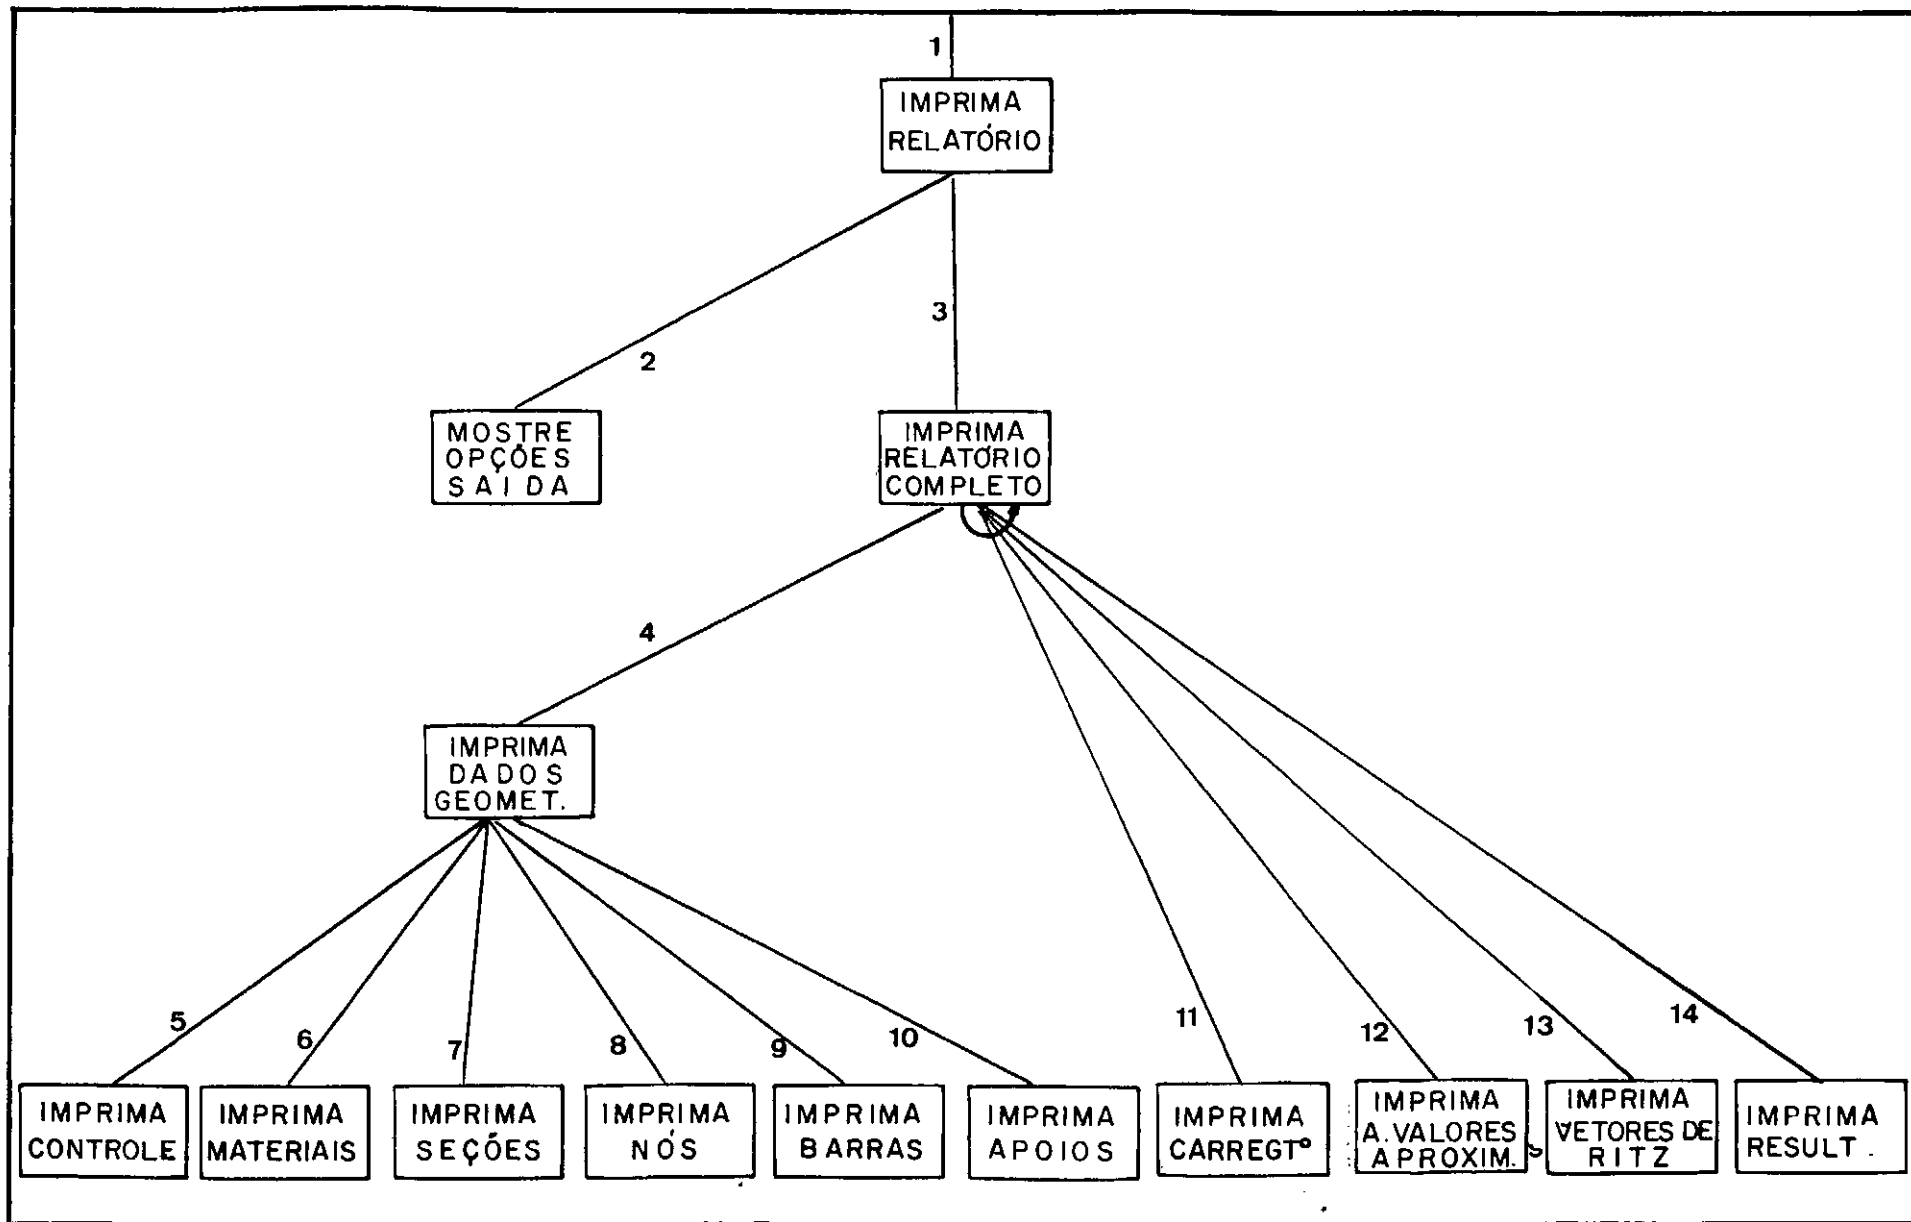 1
IMPRIMA
RELATÓRIO
2
3
MOSTRE
OPÇÕES
SAIDA
IMPRIMA
RELATÓRIO
COMPLETO
4
IMPRIMA
DADOS
GEOMET.
5
6
7
8
9
10
11
12
13
14
IMPRIMA
CONTROLE
IMPRIMA
MATERIAIS
IMPRIMA
SEÇÕES
IMPRIMA
NÓS
IMPRIMA
BARRAS
IMPRIMA
APOIOS
IMPRIMA
CARREGTº
IMPRIMA
A. VALORES
APROXIM.
IMPRIMA
VETORES DE
RITZ
IMPRIMA
RESULT.